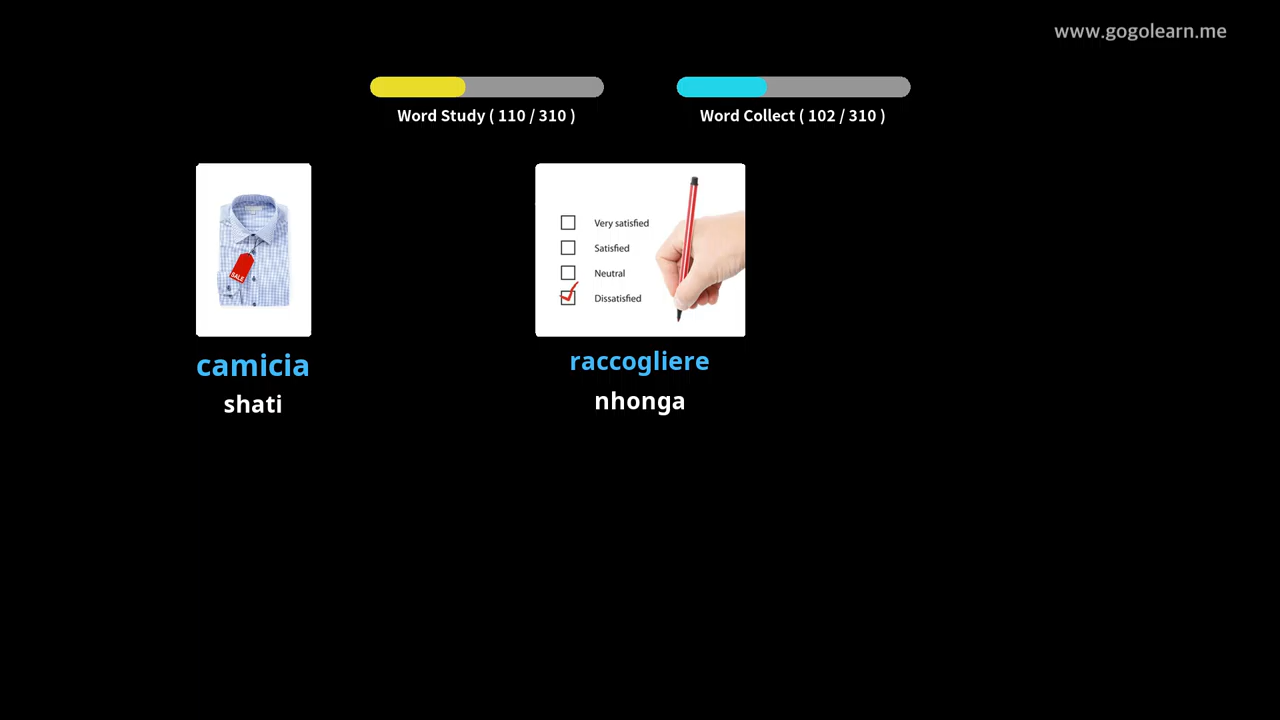 www.gogolearn.me
Word Study ( 110 / 310 )
Word Collect ( 102 / 310 )
SALE
Very satisfied
Satisfied
Neutral
Dissatisfied
camicia
shati
raccogliere
nhonga